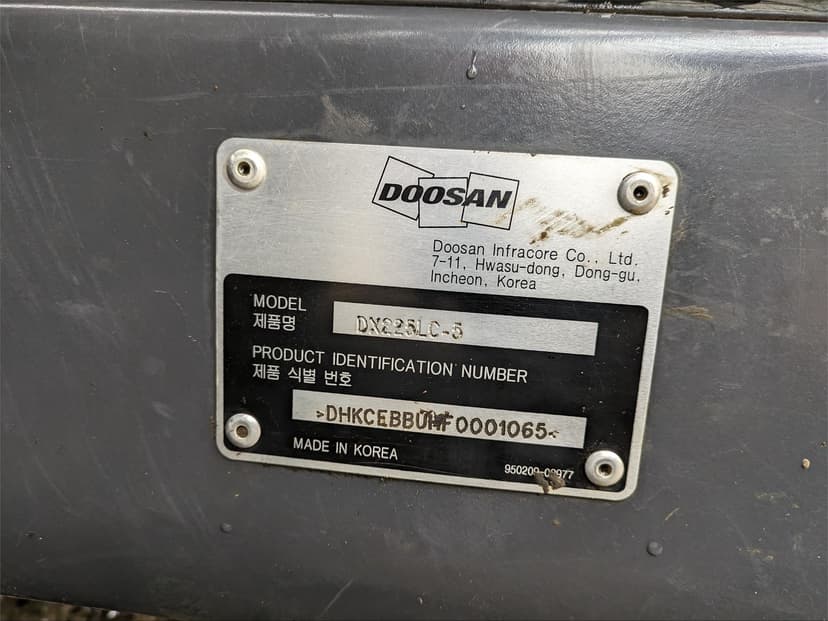 DOOSAN
Doosan Infracore Co., Ltd.
7-11, Hwasu-dong, Dong-gu,
Incheon, Korea
MODEL
제품명
DX225LC-5
PRODUCT IDENTIFICATION NUMBER
제품 식별 번호
MADE IN KOREA